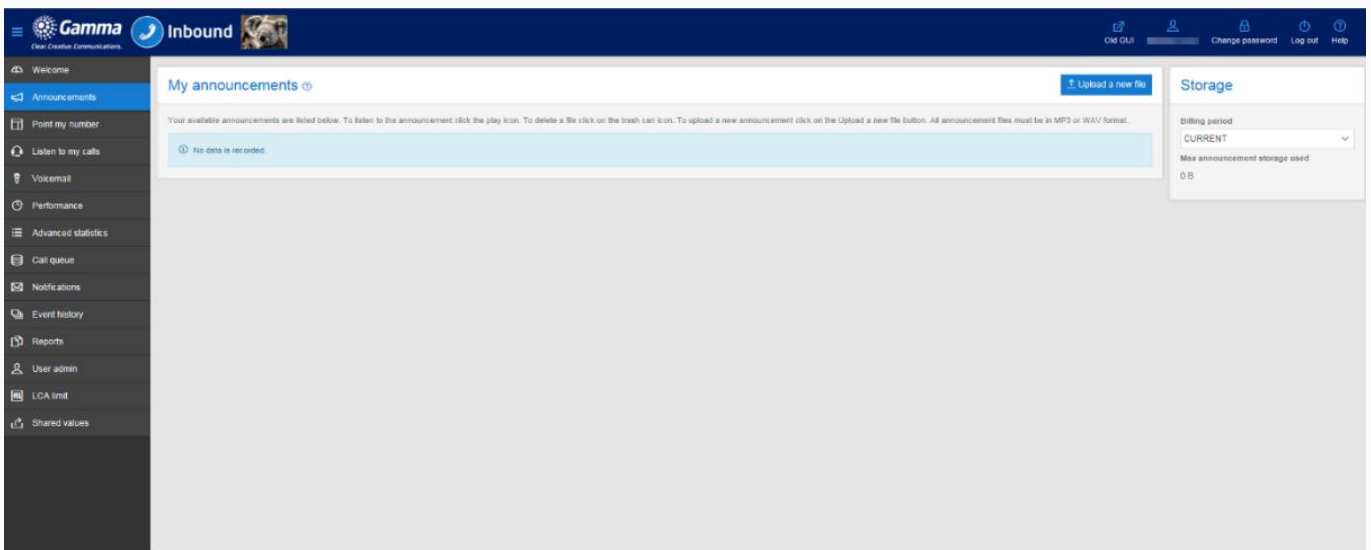 Gamma
Clear Creative Communications.
Inbound
Old GUI
Change password
Log out
Help
Welcome
Announcements
Point my number
Listen to my calls
Voicemail
Performance
Advanced statistics
Call queue
Notifications
Event history
Reports
User admin
LCA limit
Shared values
My announcements
Upload a new file
Your available announcements are listed below. To listen to the announcement click the play icon. To delete a file click on the trash can icon. To upload a new announcement click on the Upload a new file button. All announcement files must be in MP3 or WAV format.
No data is recorded.
Storage
Billing period
CURRENT
Max announcement storage used
0 B